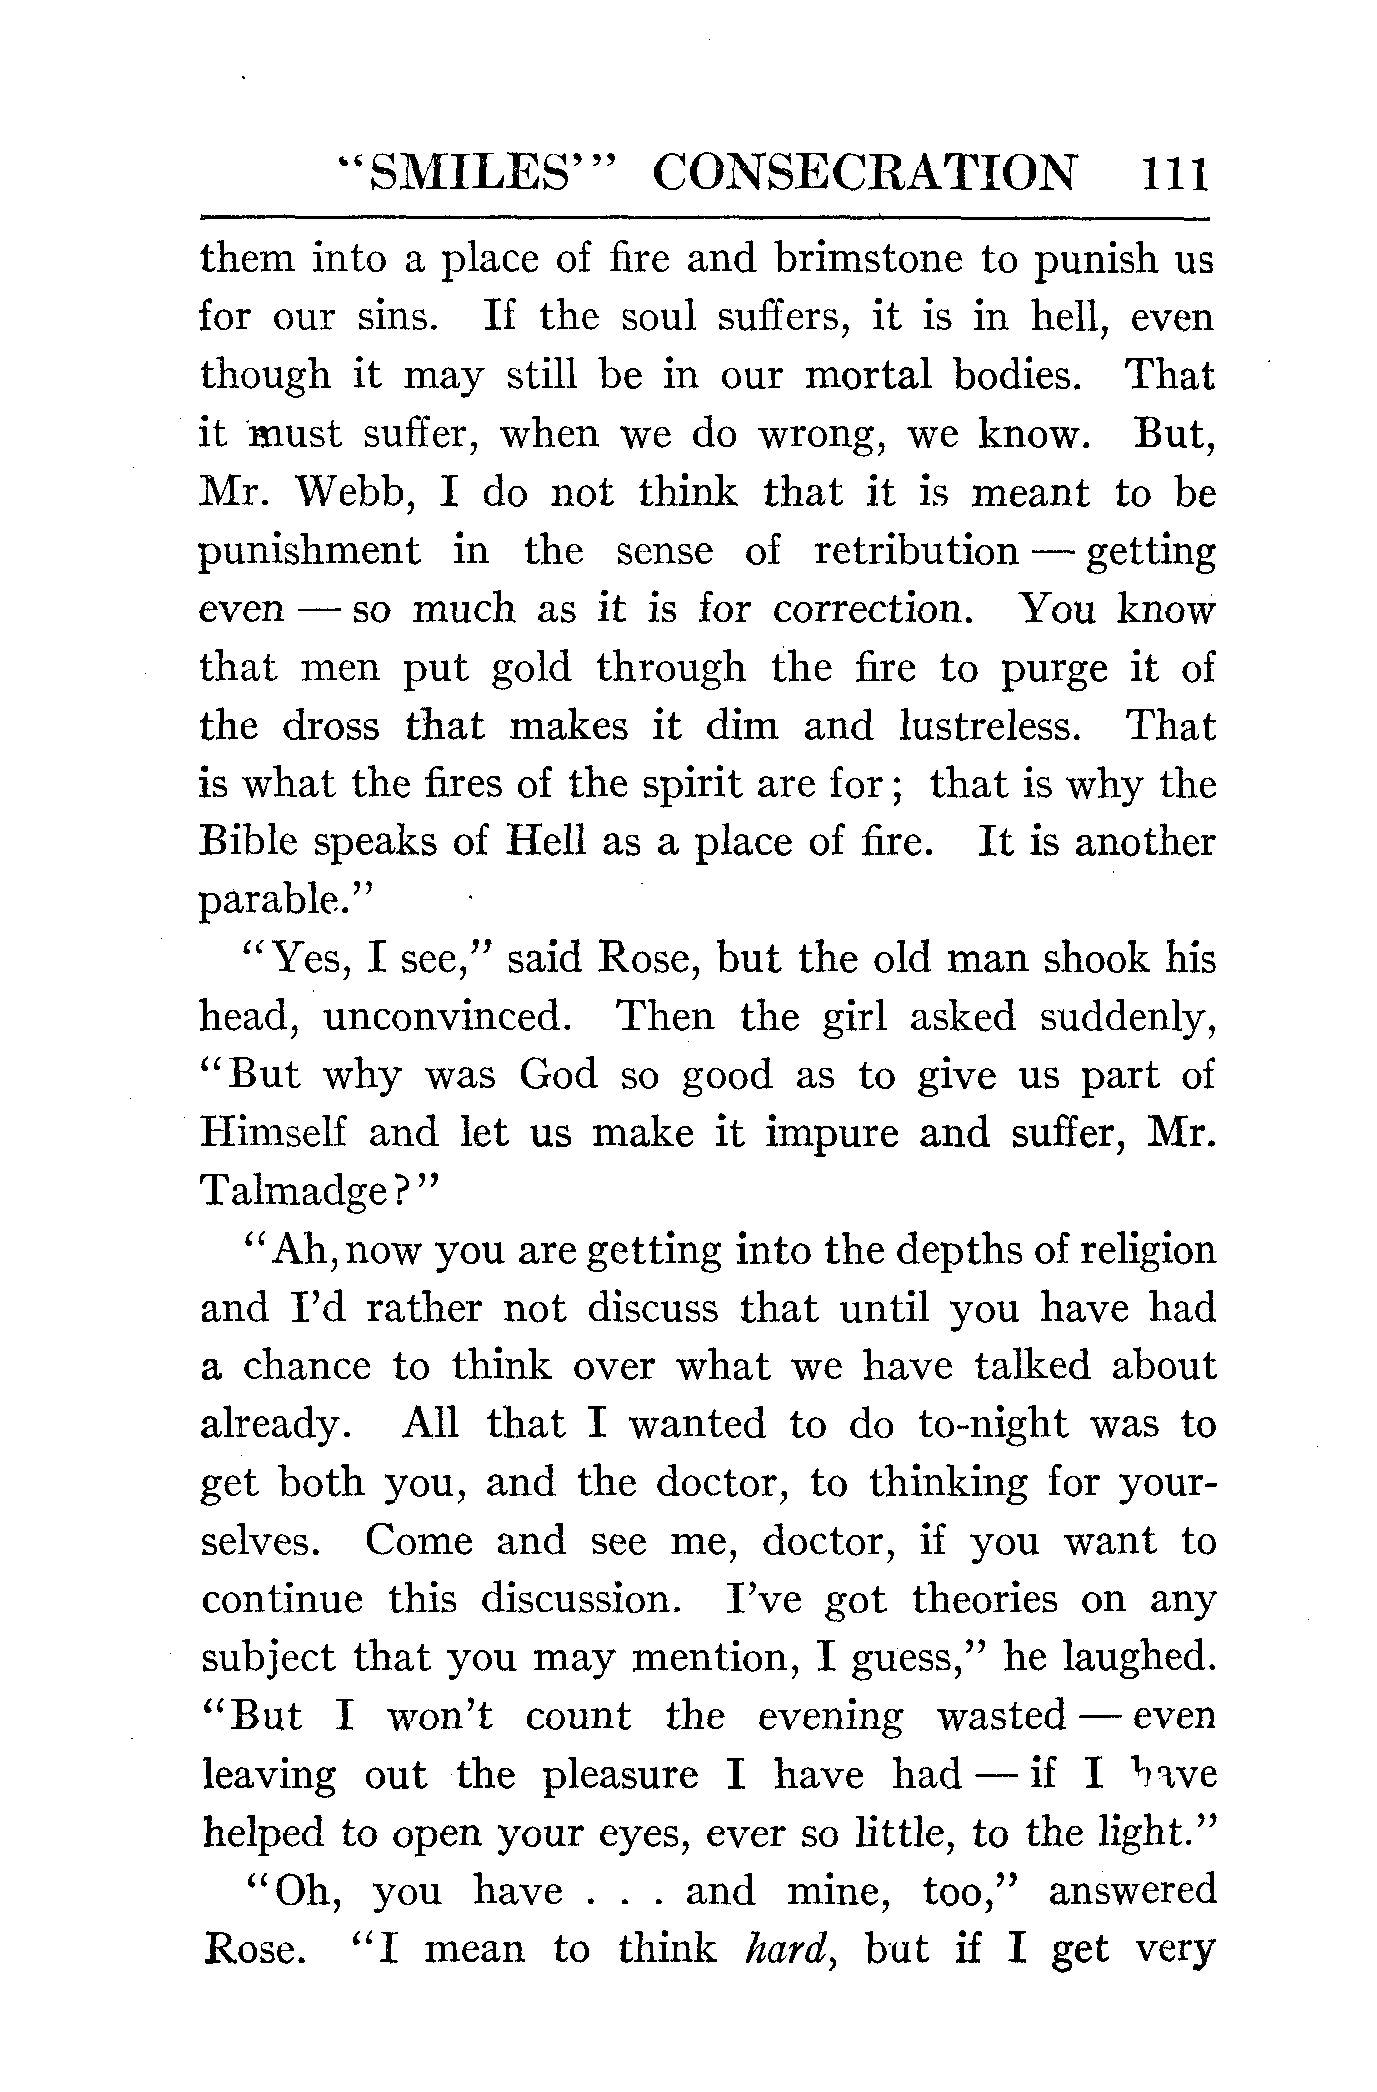 “SMILES’” CONSECRATION 111
them into a place of fire and brimstone to punish us
for our sins. If the soul suffers, it is in hell, even
though it may still be in our mortal bodies. That
it must suffer, when we do wrong, we know. But,
Mr. Webb, I do not think that it is meant to be
punishment in the sense of retribution — getting
even — so much as it is for correction. You know
that men put gold through the fire to purge it of
the dross that makes it dim and lustreless. That
is what the fires of the spirit are for; that is why the
Bible speaks of Hell as a place of fire. It is another
parable.”
“Yes, I see,” said Rose, but the old man shook his
head, unconvinced. Then the girl asked suddenly,
“But why was God so good as to give us part of
Himself and let us make it impure and suffer, Mr.
Talmadge?”
“Ah, now you are getting into the depths of religion
and I’d rather not discuss that until you have had
a chance to think over what we have talked about
already. All that I wanted to do to-night was to
get both you, and the doctor, to thinking for your-
selves. Come and see me, doctor, if you want to
continue this discussion. I’ve got theories on any
subject that you may mention, I guess,” he laughed.
“But I won’t count the evening wasted — even
leaving out the pleasure I have had — if I have
helped to open your eyes, ever so little, to the light.”
“Oh, you have . . . and mine, too,” answered
Rose. “I mean to think hard, but if I get very